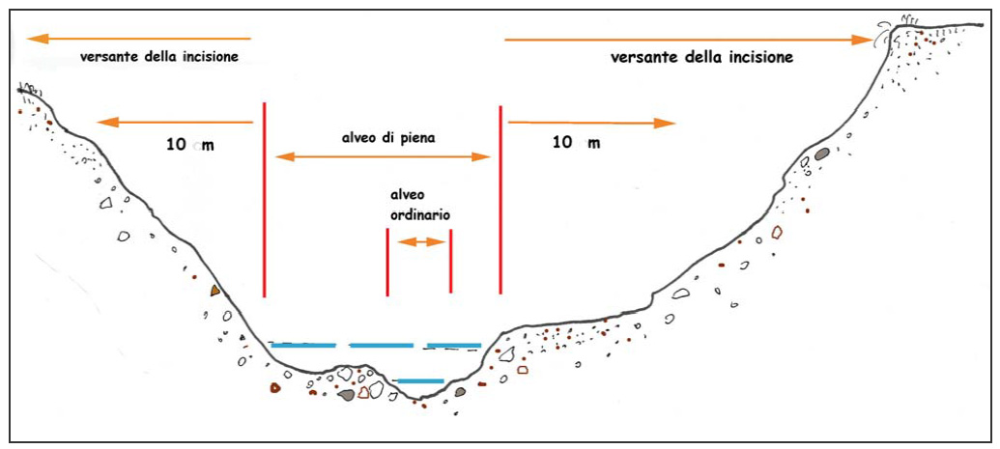 versante della incisione
versante della incisione
10 m
alveo di piena
10 m
alveo
ordinario